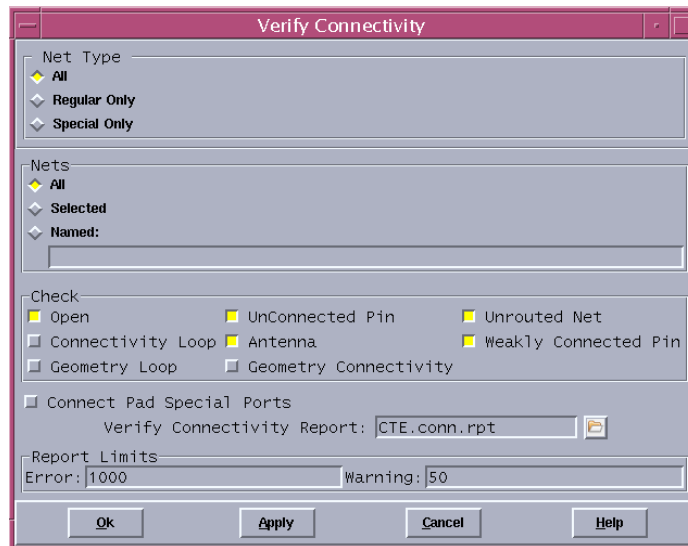 Verify Connectivity
Net Type
All
Regular Only
Special Only
Nets
All
Selected
Named:
Check
Open UnConnected Pin Unrouted Net
Connectivity Loop Antenna Weakly Connected Pin
Geometry Loop Geometry Connectivity
Connect Pad Special Ports
Verify Connectivity Report: CTE.conn.rpt
Report Limits
Error: 1000 Warning: 50
Ok Apply Cancel Help